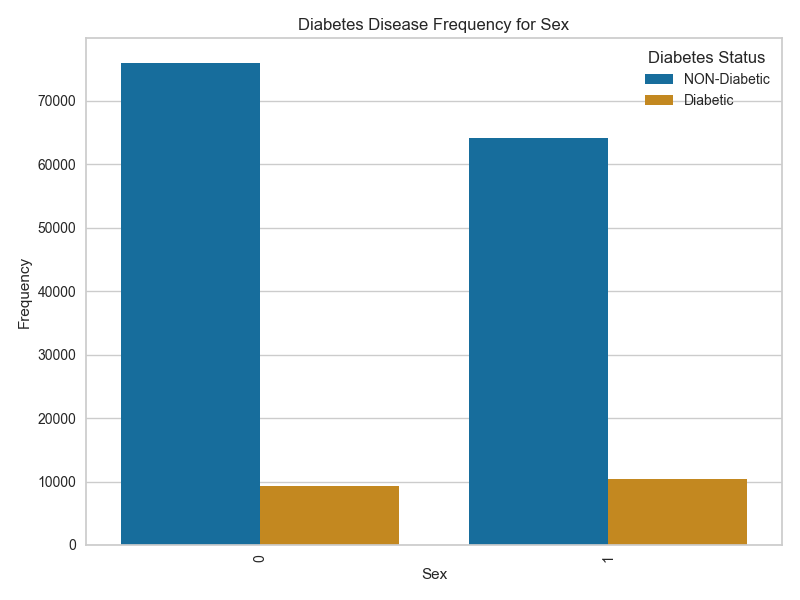 Diabetes Disease Frequency for Sex
Diabetes Status
NON-Diabetic
Diabetic
70000
60000
50000
40000
30000
20000
10000
0
Frequency
0
1
Sex